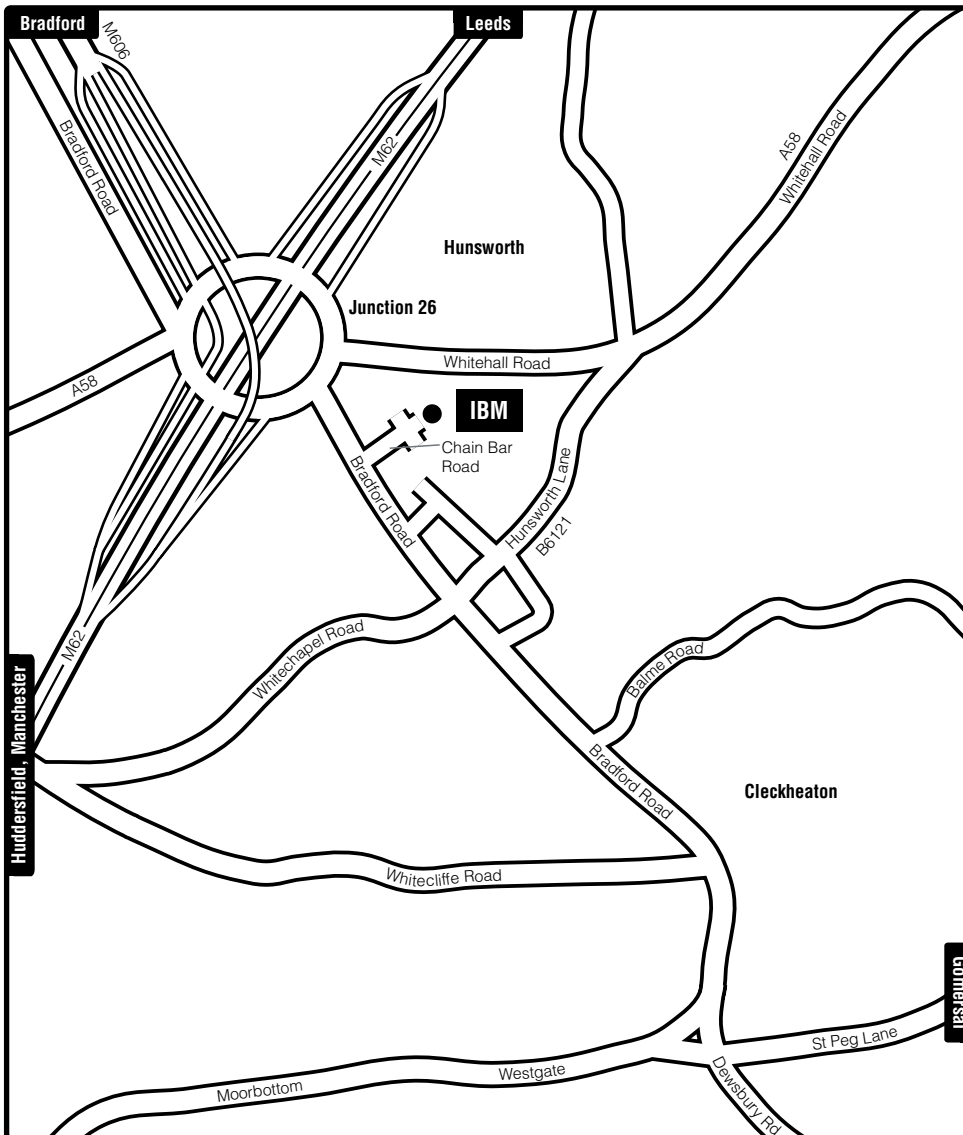 Bradford
M606
Leeds
Bradford Road
M62
A58
Whitehall Road
Hunsworth
Junction 26
Whitehall Road
A58
IBM
Chain Bar
Road
Bradford Road
Hunsworth Lane
B6121
Whitechapel Road
M62
Balme Road
Huddersfield, Manchester
Bradford Road
Cleckheaton
Whitecliffe Road
Gomersal
St Peg Lane
Westgate
Moorbottom
Dewsbury Rd